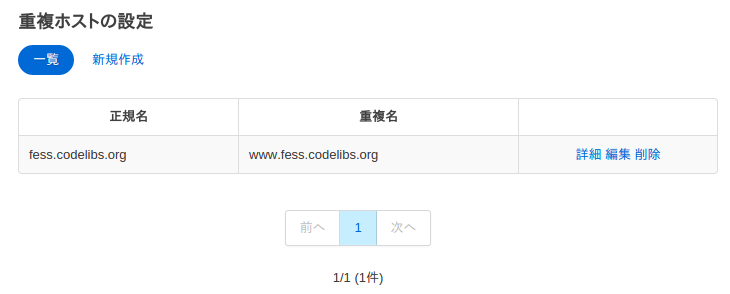 重複ホストの設定
一覧 新規作成
正規名 重複名
fess.codelibs.org www.fess.codelibs.org 詳細 編集 削除
前へ 1 次へ
1/1 (1件)